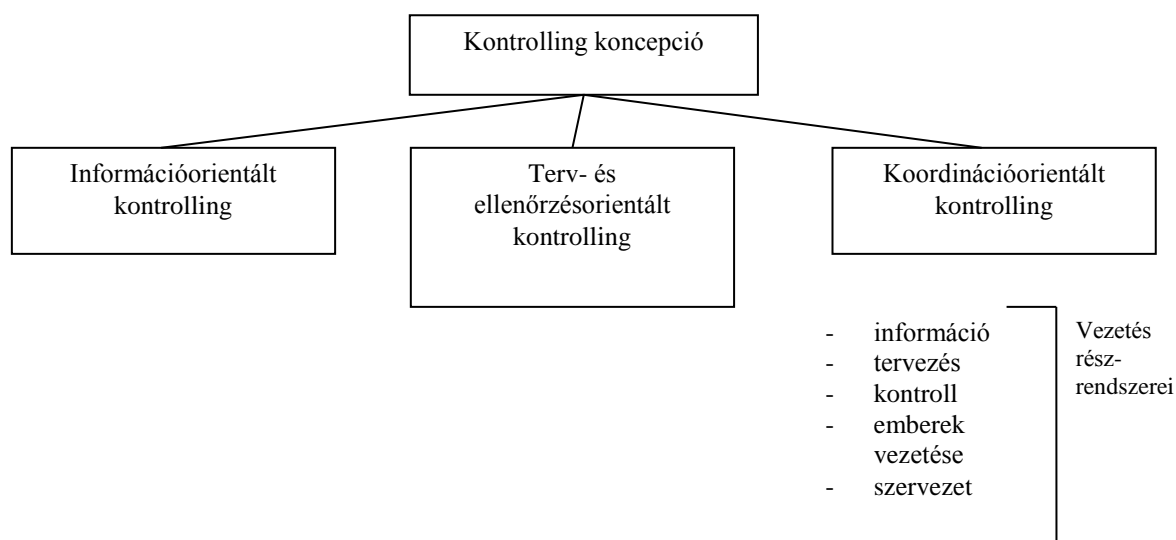 Kontrolling koncepció
Információorientált
kontrolling
Terv- és
ellenőrzésorientált
kontrolling
Koordinációorientált
kontrolling
- információ
- tervezés
- kontroll
- emberek
vezetése
- szervezet
Vezetés
rész-
rendszerei